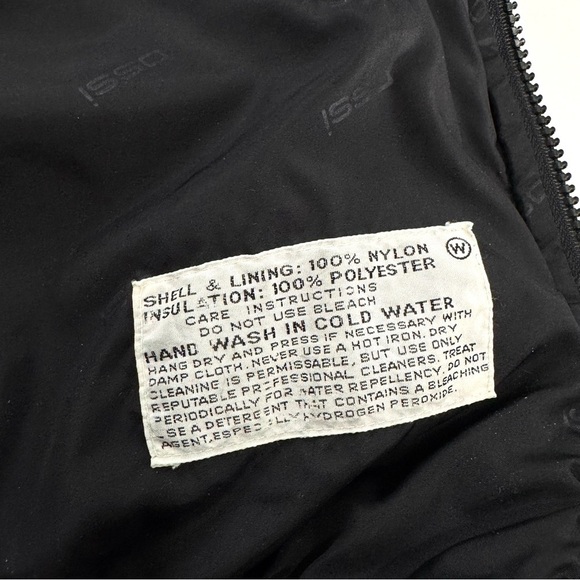 ossi
ossi
SHELL & LINING: 100% NYLON
INSULATION: 100% POLYESTER
W
CARE INSTRUCTIONS
DO NOT USE BLEACH
HAND WASH IN COLD WATER
HANG DRY AND PRESS IF NECESSARY WITH
DAMP CLOTH. NEVER USE A HOT IRON. DRY
CLEANING IS PERMISSABLE, BUT USE ONLY
REPUTABLE PROFESSIONAL CLEANERS. TREAT
PERIODICALLY FOR WATER REPELLENCY. DO NOT
USE A DETERGENT THAT CONTAINS A BLEACHING
AGENT, ESPECIALLY HYDROGEN PEROXIDE.